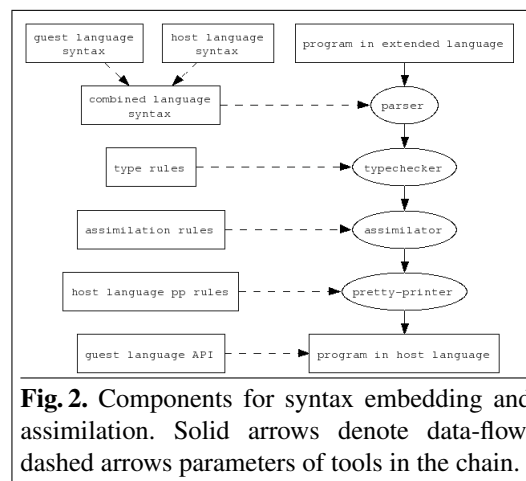 guest language
syntax
host language
syntax
program in extended language
combined language
syntax
parser
type rules
typechecker
assimilation rules
assimilator
host language pp rules
pretty-printer
guest language API
program in host language
Fig. 2. Components for syntax embedding and
assimilation. Solid arrows denote data-flow
dashed arrows parameters of tools in the chain.